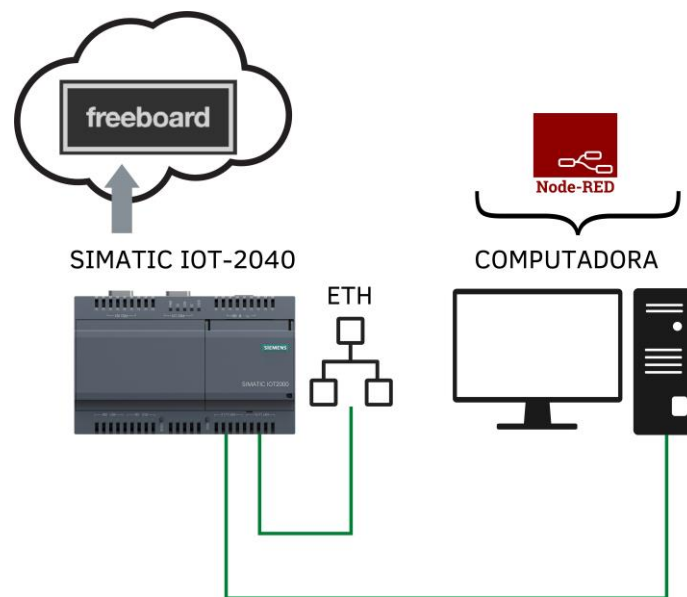 freeboard
Node-RED
SIMATIC IOT-2040
COMPUTADORA
ETH
SIEMENS
SIMATIC IOT2000